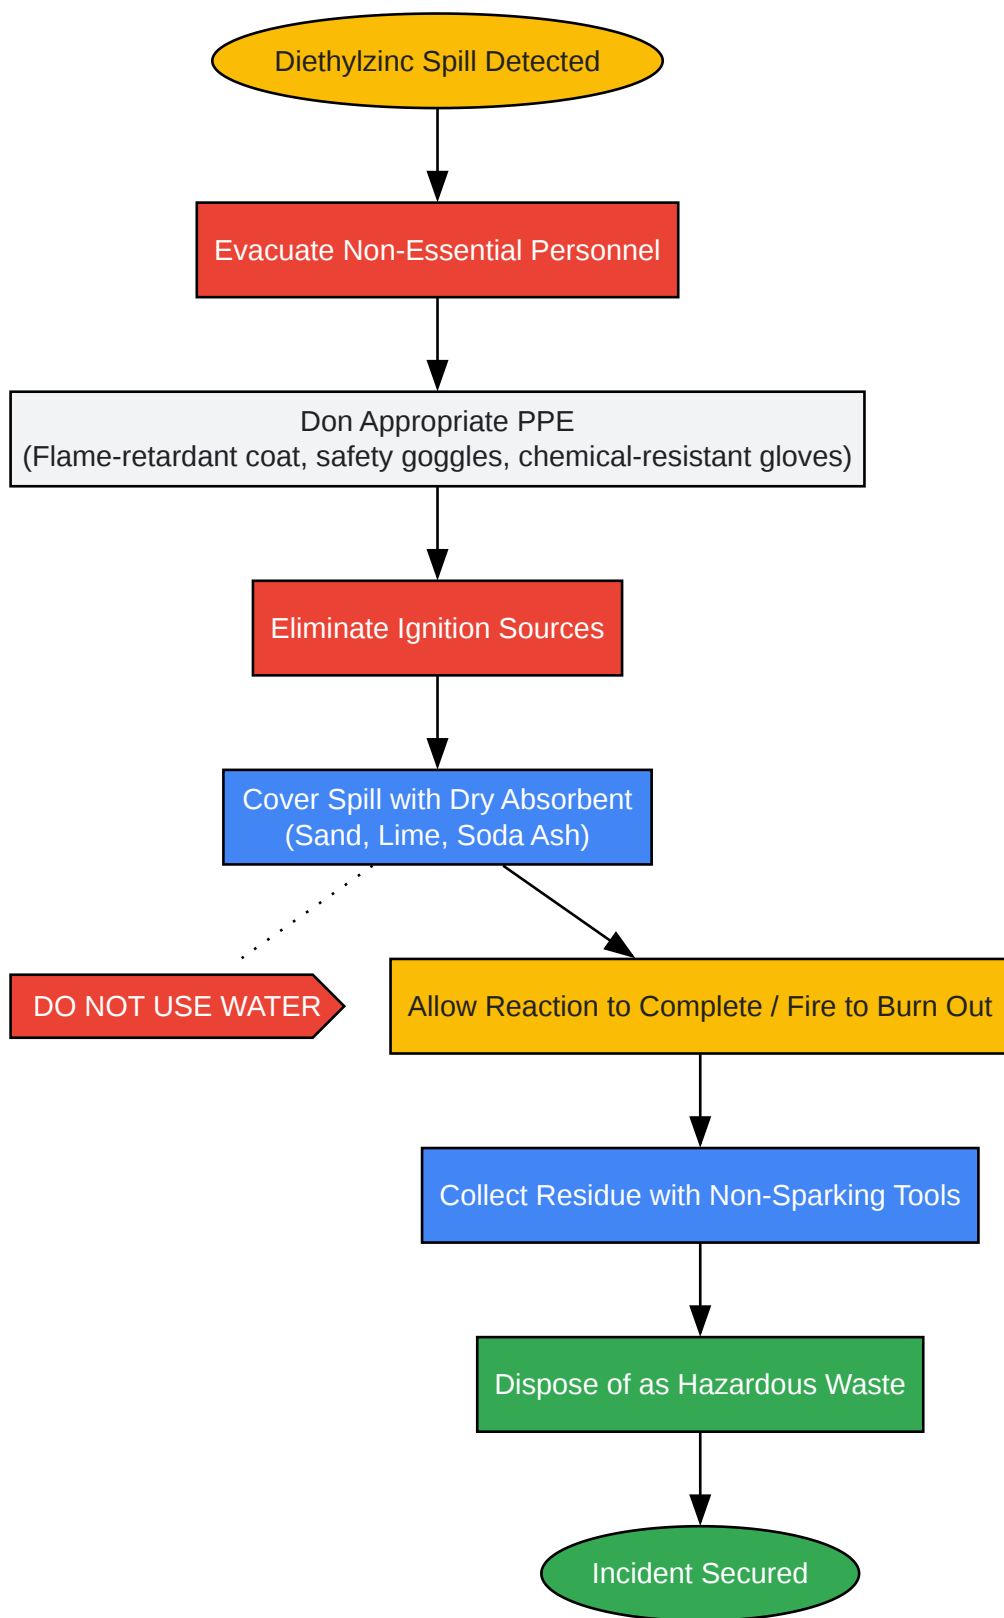 Diethylzinc Spill Detected
Evacuate Non-Essential Personnel
Don Appropriate PPE
(Flame-retardant coat, safety goggles, chemical-resistant gloves)
Eliminate Ignition Sources
Cover Spill with Dry Absorbent
(Sand, Lime, Soda Ash)
DO NOT USE WATER
Allow Reaction to Complete / Fire to Burn Out
Collect Residue with Non-Sparking Tools
Dispose of as Hazardous Waste
Incident Secured